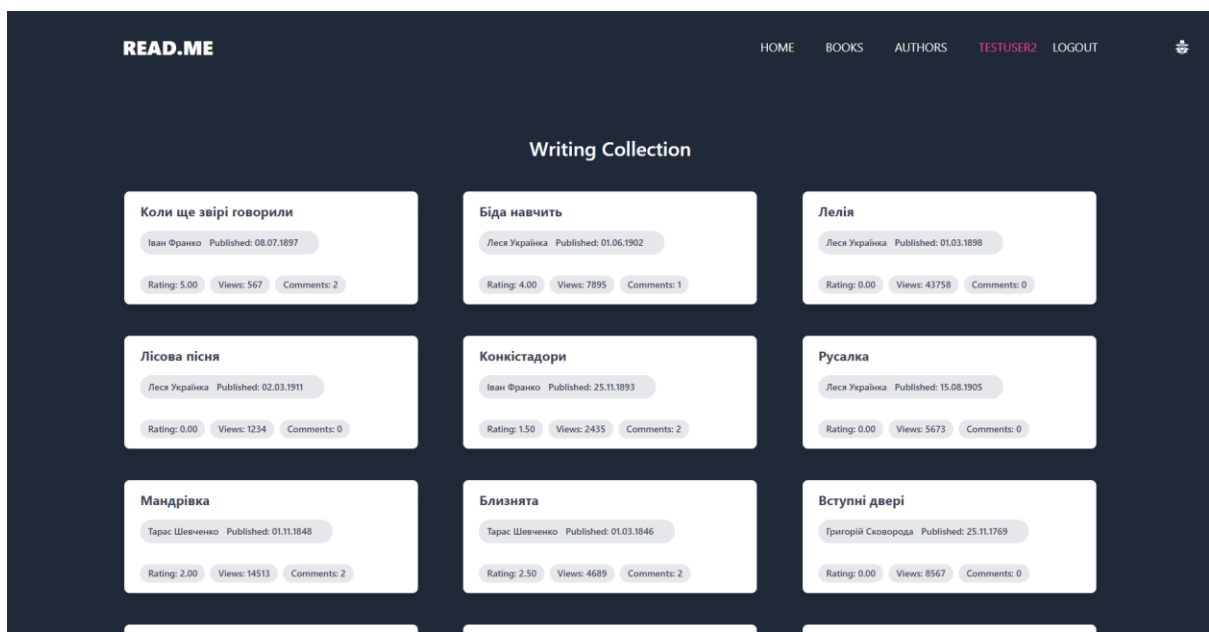 READ.ME
HOME BOOKS AUTHORS TESTUSER2 LOGOUT
Writing Collection
Коли ще звірі говорили
Іван Франко Published: 08.07.1897
Rating: 5.00 Views: 567 Comments: 2
Біда навчить
Леся Українка Published: 01.06.1902
Rating: 4.00 Views: 7895 Comments: 1
Лелія
Леся Українка Published: 01.03.1898
Rating: 0.00 Views: 43758 Comments: 0
Лісова пісня
Леся Українка Published: 02.03.1911
Rating: 0.00 Views: 1234 Comments: 0
Конкістадори
Іван Франко Published: 25.11.1893
Rating: 1.50 Views: 2435 Comments: 2
Русалка
Леся Українка Published: 15.08.1905
Rating: 0.00 Views: 5673 Comments: 0
Мандрівка
Тарас Шевченко Published: 01.11.1848
Rating: 2.00 Views: 14513 Comments: 2
Близнята
Тарас Шевченко Published: 01.03.1846
Rating: 2.50 Views: 4689 Comments: 2
Вступні двері
Григорій Сковорода Published: 25.11.1769
Rating: 0.00 Views: 8567 Comments: 0